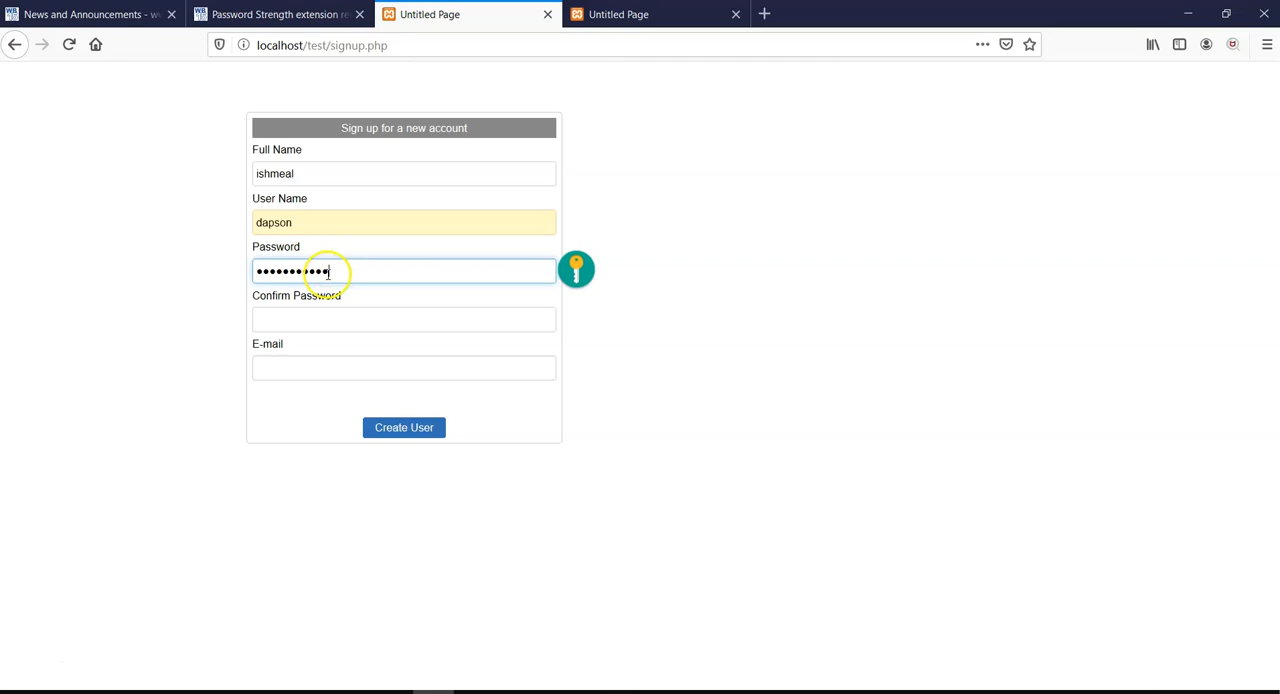 News and Announcements - w
Password Strength extension re
Untitled Page
Untitled Page
localhost/test/signup.php
Sign up for a new account
Full Name
ishmeal
User Name
dapson
Password
•••••••••••
Confirm Password
E-mail
Create User